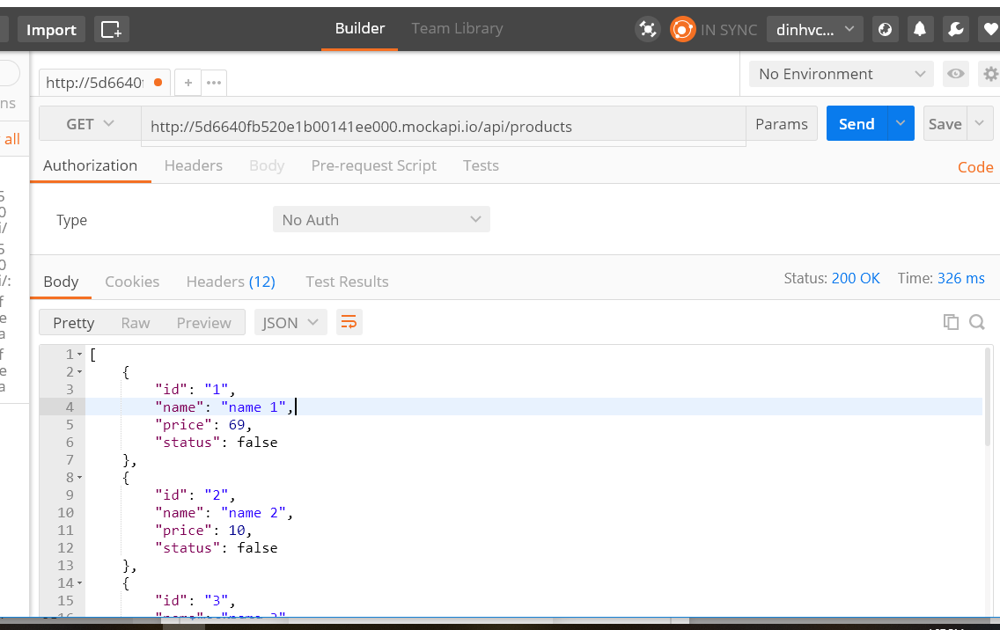 Import
Builder
Team Library
IN SYNC
dinhvc...
http://5d6640f
+
•••
No Environment
ns
all
GET
http://5d6640fb520e1b00141ee000.mockapi.io/api/products
Params
Send
Save
Authorization
Headers
Body
Pre-request Script
Tests
Code
5
0
i/
5
0
i/:
f
e
a
f
e
a
Type
No Auth
Body
Cookies
Headers (12)
Test Results
Status: 200 OK
Time: 326 ms
Pretty
Raw
Preview
JSON
1 [
2 {
3 "id": "1",
4 "name": "name 1",
5 "price": 69,
6 "status": false
7 },
8 {
9 "id": "2",
10 "name": "name 2",
11 "price": 10,
12 "status": false
13 },
14 {
15 "id": "3",
16 "name": "name 3"